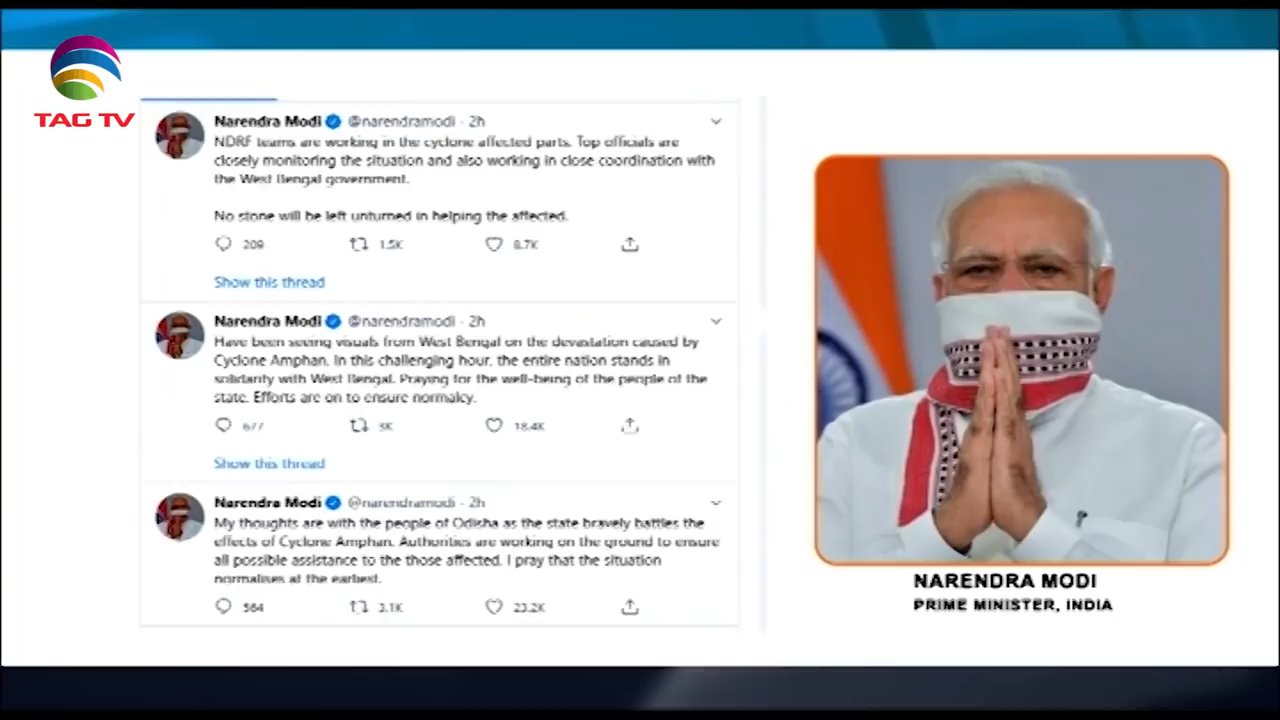 TAG TV
Narendra Modi @narendramodi · 2h
NDRF teams are working in the cyclone affected parts. Top officials are
closely monitoring the situation and also working in close coordination with
the West Bengal government.
No stone will be left unturned in helping the affected.
209 1.5K 8.7K
Show this thread
Narendra Modi @narendramodi · 2h
Have been seeing visuals from West Bengal on the devastation caused by
Cyclone Amphan. In this challenging hour, the entire nation stands in
solidarity with West Bengal. Praying for the well-being of the people of the
state. Efforts are on to ensure normalcy.
677 3K 18.4K
Show this thread
Narendra Modi @narendramodi · 2h
My thoughts are with the people of Odisha as the state bravely battles the
effects of Cyclone Amphan. Authorities are working on the ground to ensure
all possible assistance to the those affected. I pray that the situation
normalises at the earliest.
564 3.1K 23.2K
NARENDRA MODI
PRIME MINISTER, INDIA